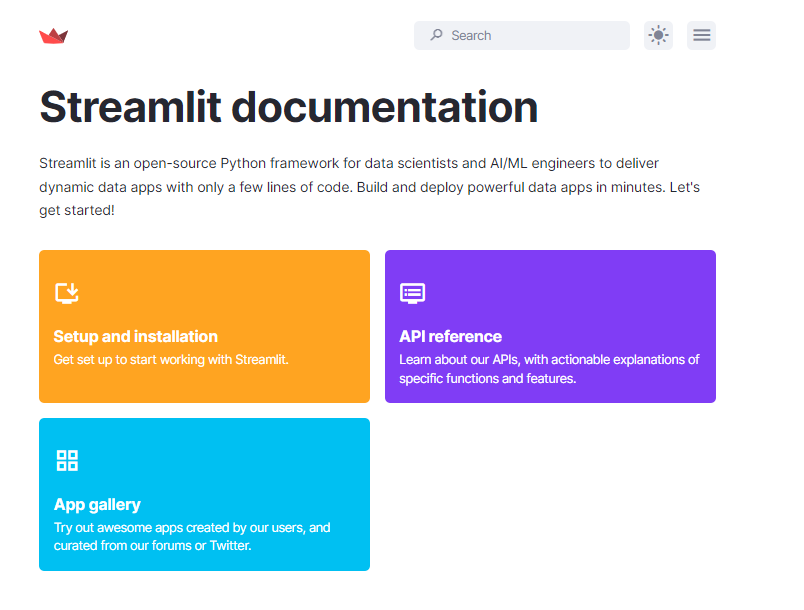 Search
Streamlit documentation
Streamlit is an open-source Python framework for data scientists and AI/ML engineers to deliver
dynamic data apps with only a few lines of code. Build and deploy powerful data apps in minutes. Let's
get started!
Setup and installation
Get set up to start working with Streamlit.
API reference
Learn about our APIs, with actionable explanations of
specific functions and features.
App gallery
Try out awesome apps created by our users, and
curated from our forums or Twitter.